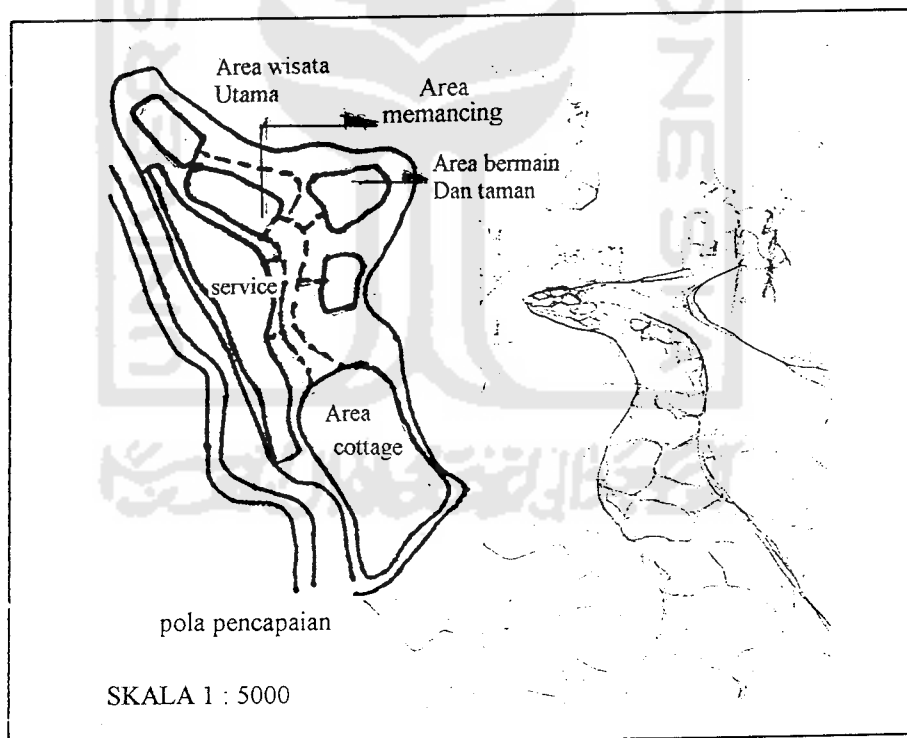 Area wisata
Utama
Area
memancing
Area bermain
Dan taman
service
Area
cottage
pola pencapaian
SKALA 1 : 5000